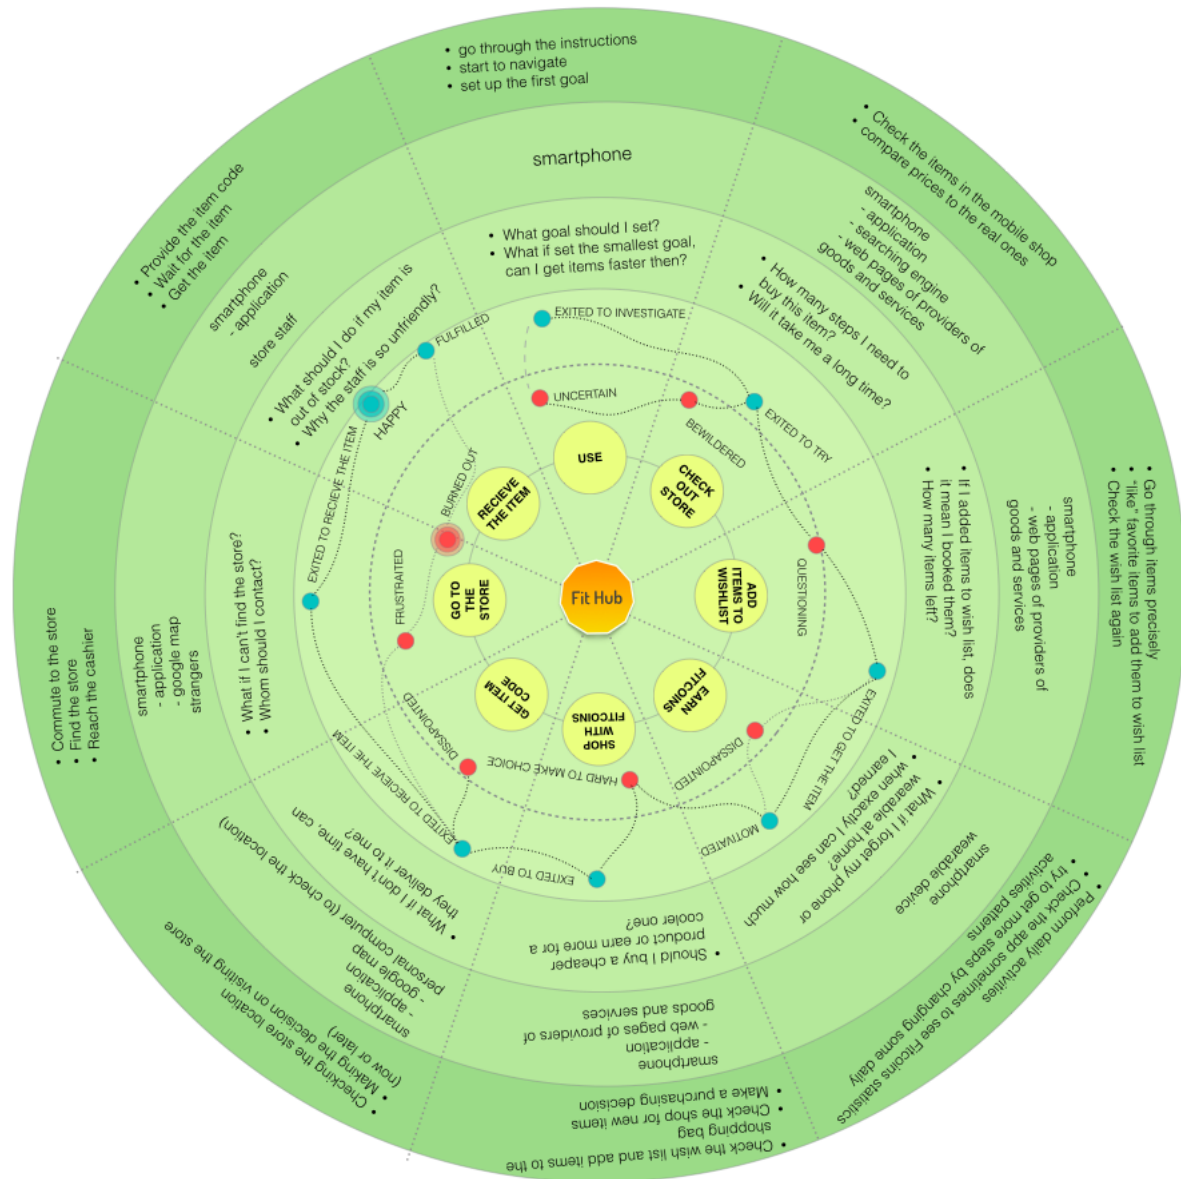 Fit Hub
USE
• go through the instructions
• start to navigate
• set up the first goal
smartphone
• What goal should I set?
• What if set the smallest goal,
can I get items faster then?
EXITED TO INVESTIGATE
UNCERTAIN
CHECK
OUT
STORE
• Check the items in the mobile shop
• compare prices to the real ones
smartphone
- application
- searching engine
- web pages of providers of
goods and services
• How many steps I need to
buy this item?
• Will it take me a long time?
EXITED TO TRY
BEWILDERED
ADD
ITEMS TO
WISHLIST
• Go through items precisely
• "like" favorite items to add them to wish list
• Check the wish list again
smartphone
- application
- web pages of providers of
goods and services
• If I added items to wish list, does
it mean I booked them?
• How many items left?
QUESTIONING
EARN
FITCOINS
• Perform daily activities
• Check the app sometimes to see Fitcoins statistics
• try to get more steps by changing some daily
activities patterns
smartphone
wearable device
• What if I forget my phone or
wearable at home?
• when exactly I can see how much
I earned?
EXITED TO GET THE ITEM
DISSAPOINTED
MOTIVATED
SHOP
WITH
FITCOINS
• Check the wish list and add items to the
shopping bag
• Check the shop for new items
• Make a purchasing decision
smartphone
- application
- web pages of providers of
goods and services
• Should I buy a cheaper
product or earn more for a
cooler one?
HARD TO MAKE CHOICE
EXITED TO BUY
GET ITEM
CODE
• Checking the store location
• Making the decision on visiting the store
(now or later)
smartphone
- application
- google map
personal computer (to check the location)
• What if I don't have time, can
they deliver it to me?
DISSAPOINTED
EXITED TO RECIEVE THE ITEM
GO TO
THE
STORE
• Commute to the store
• Find the store
• Reach the cashier
smartphone
- application
- google map
strangers
• What if I can't find the store?
• Whom should I contact?
FRUSTRAITED
EXITED TO RECIEVE THE ITEM
RECIEVE
THE ITEM
• Provide the item code
• Wait for the item
• Get the item
smartphone
- application
store staff
• What should I do if my item is
out of stock?
• Why the staff is so unfriendly?
BURNED OUT
HAPPY
FULFILLED